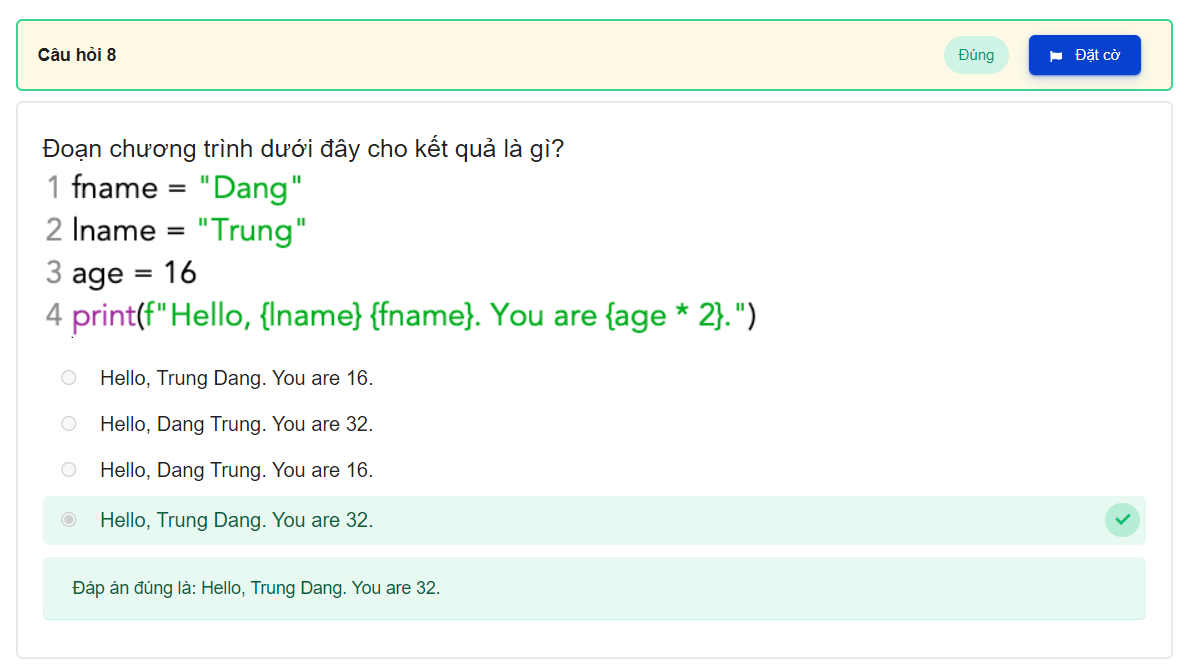 Câu hỏi 8
Đúng
Đặt cờ
Đoạn chương trình dưới đây cho kết quả là gì?
1 fname = "Dang"
2 lname = "Trung"
3 age = 16
4 print(f"Hello, {lname} {fname}. You are {age * 2}.")
Hello, Trung Dang. You are 16.
Hello, Dang Trung. You are 32.
Hello, Dang Trung. You are 16.
Hello, Trung Dang. You are 32.
Đáp án đúng là: Hello, Trung Dang. You are 32.